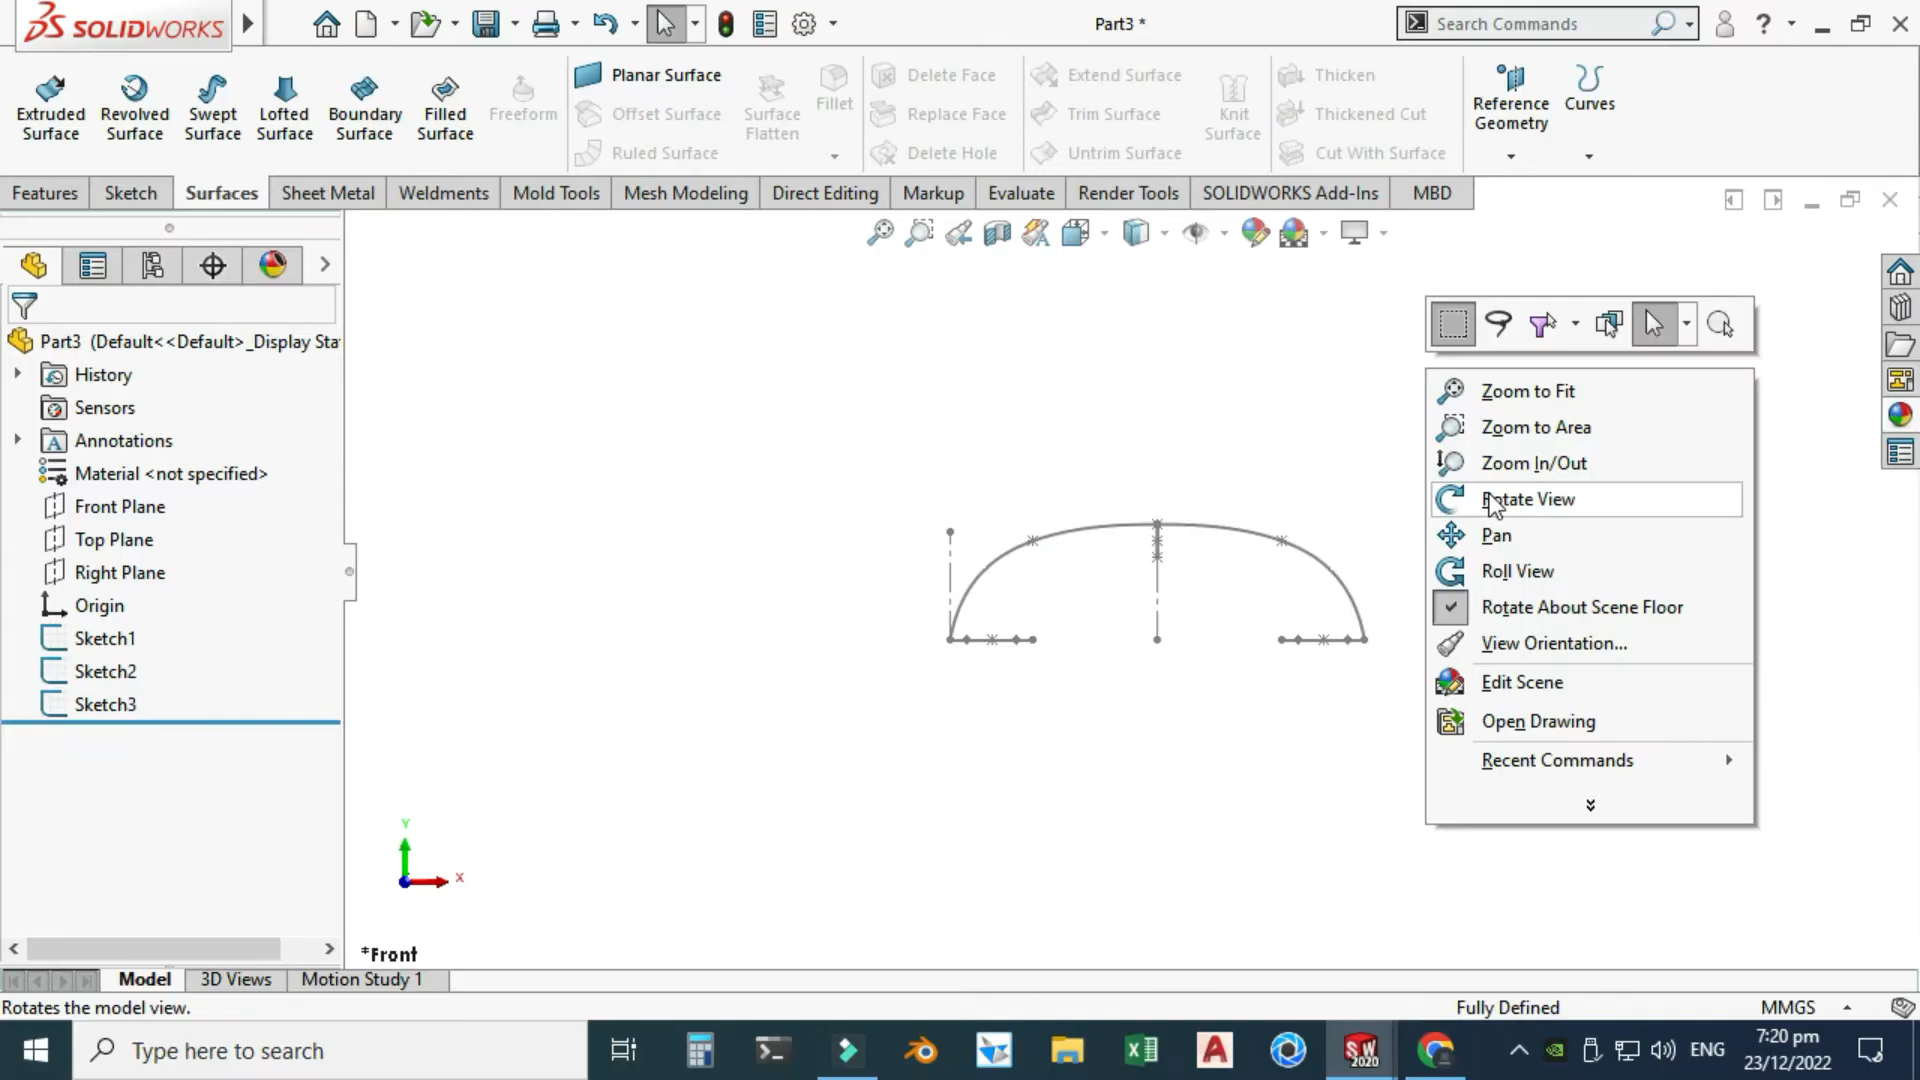 SOLIDWORKS
Part3 *
Search Commands
Extruded Surface
Revolved Surface
Swept Surface
Lofted Surface
Boundary Surface
Filled Surface
Freeform
Planar Surface
Offset Surface
Ruled Surface
Surface Flatten
Fillet
Delete Face
Replace Face
Delete Hole
Extend Surface
Trim Surface
Untrim Surface
Knit Surface
Thicken
Thickened Cut
Cut With Surface
Reference Geometry
Curves
Features
Sketch
Surfaces
Sheet Metal
Weldments
Mold Tools
Mesh Modeling
Direct Editing
Markup
Evaluate
Render Tools
SOLIDWORKS Add-Ins
MBD
Part3 (Default<<Default>_Display Sta
History
Sensors
Annotations
Material <not specified>
Front Plane
Top Plane
Right Plane
Origin
Sketch1
Sketch2
Sketch3
Zoom to Fit
Zoom to Area
Zoom In/Out
Rotate View
Pan
Roll View
Rotate About Scene Floor
View Orientation...
Edit Scene
Open Drawing
Recent Commands
Y
X
*Front
Model
3D Views
Motion Study 1
Rotates the model view.
Fully Defined
MMGS
Type here to search
SW
2020
ENG
7:20 pm
23/12/2022